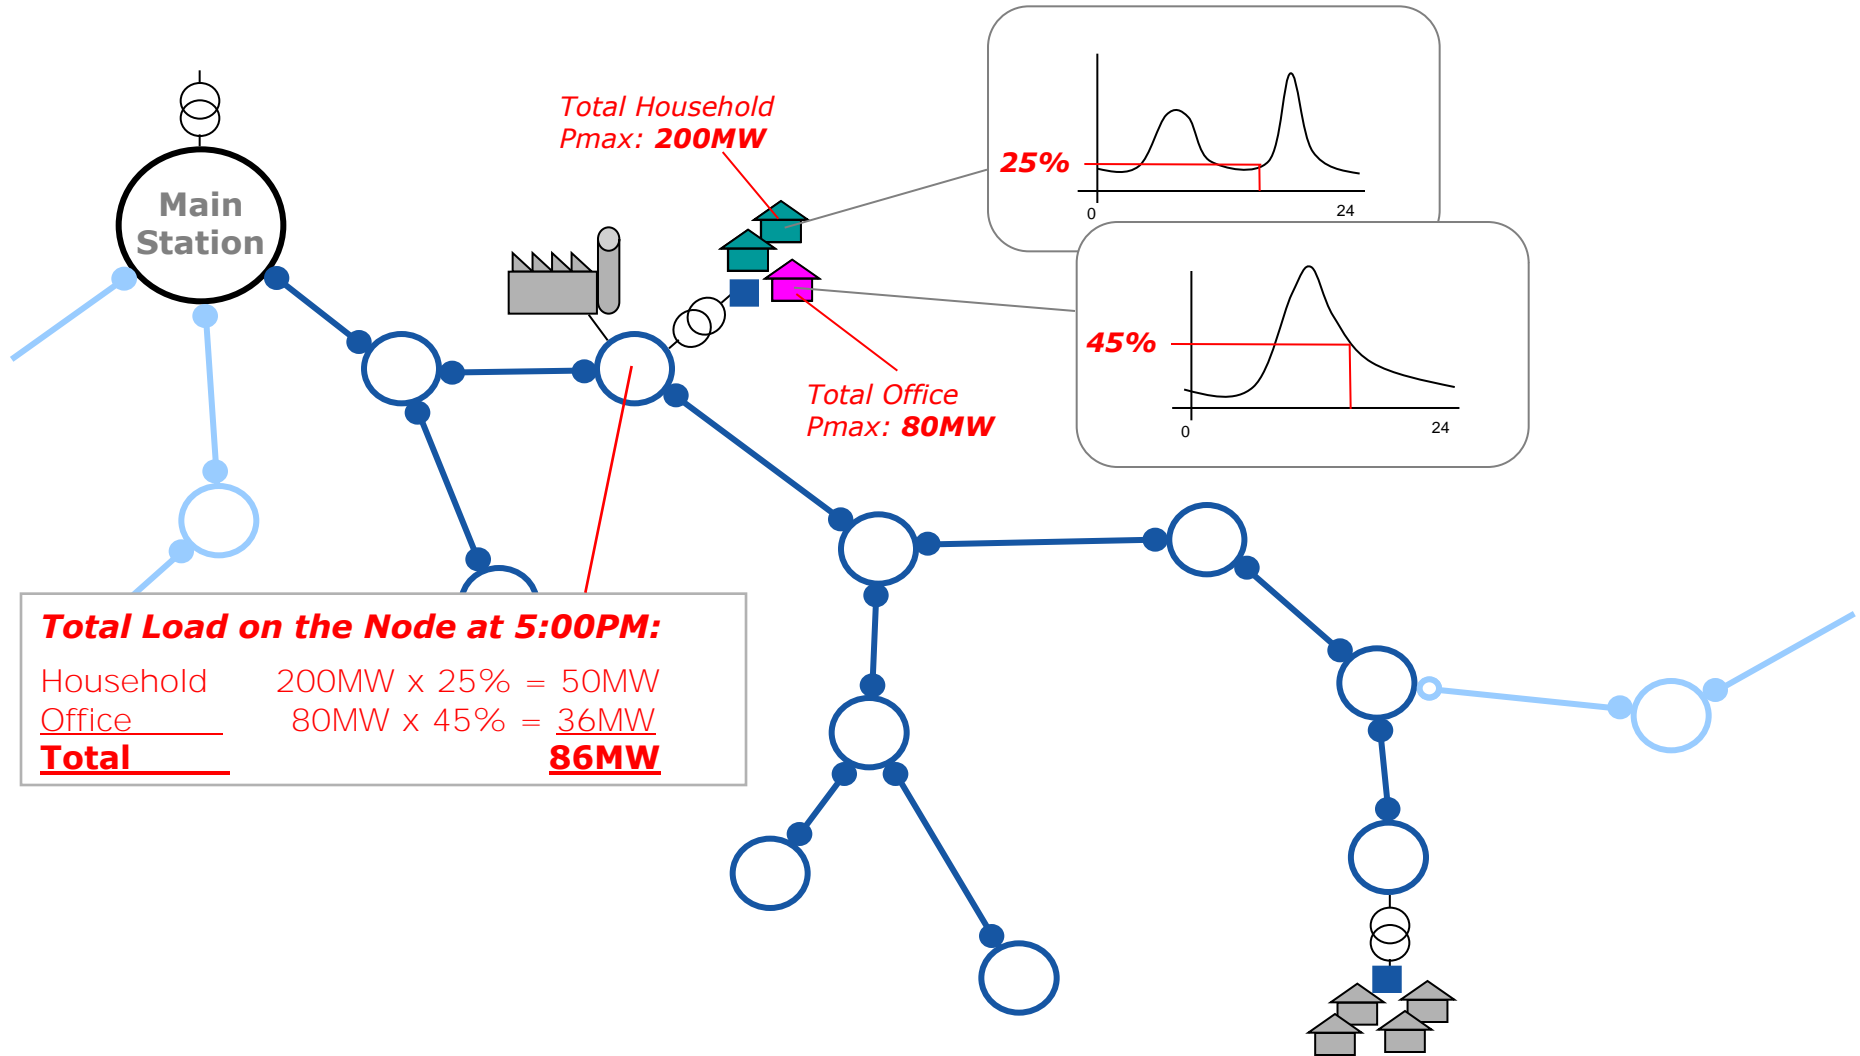 Total Household
Pmax: 200MW
Main
Station
25%
0
24
45%
0
24
Total Office
Pmax: 80MW
Total Load on the Node at 5:00PM:
Household 200MW x 25% = 50MW
Office 80MW x 45% = 36MW
Total 86MW